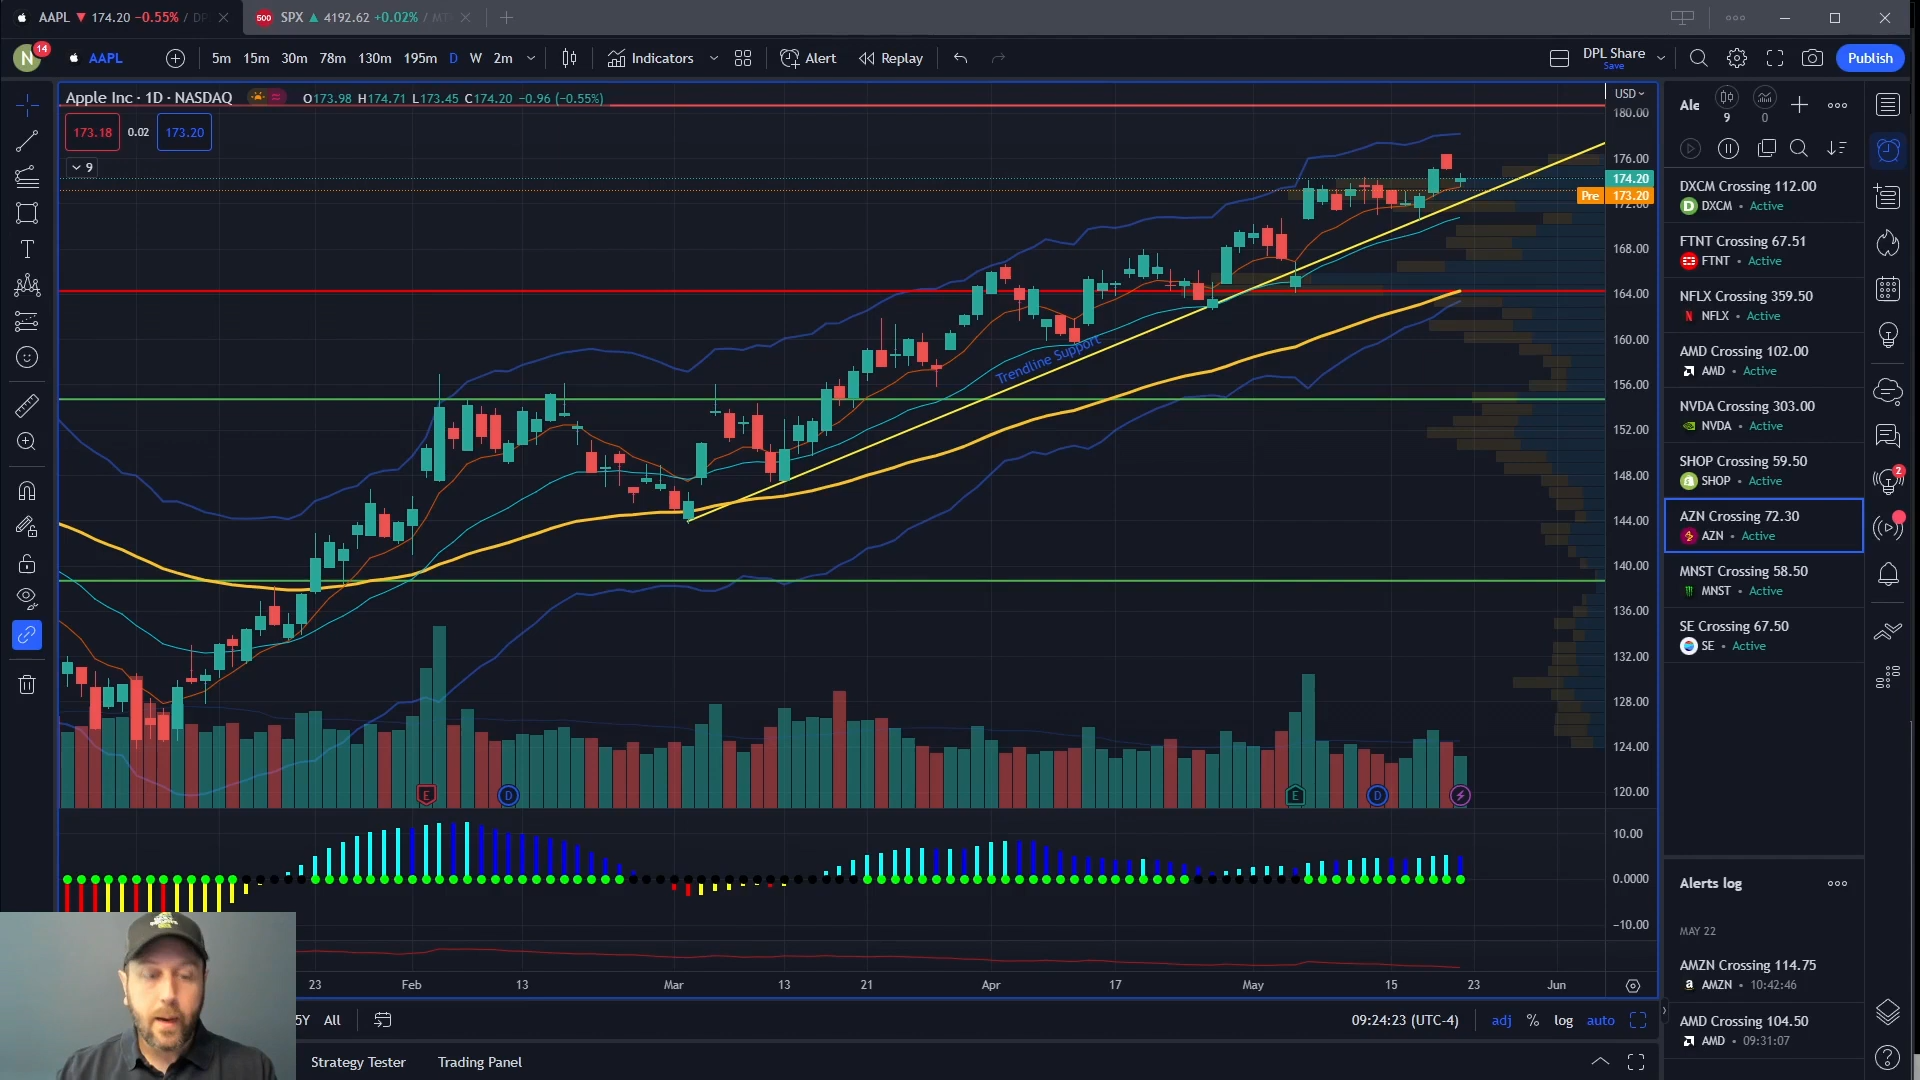 AAPL ▼ 174.20 −0.55% / DP
SPX ▲ 4192.62 +0.02% / MT
N 14
AAPL
5m 15m 30m 78m 130m 195m D W 2m
Indicators
Alert
Replay
DPL Share
Save
Publish
Apple Inc · 1D · NASDAQ
O173.98 H174.71 L173.45 C174.20 −0.96 (−0.55%)
173.18 0.02 173.20
9
USD
180.00
176.00
174.20
Pre 173.20
172.00
168.00
164.00
160.00
156.00
152.00
148.00
144.00
140.00
136.00
132.00
128.00
124.00
120.00
10.00
0.0000
−10.00
Trendline Support
E D E D
23 Feb 13 Mar 13 21 Apr 17 May 15 23 Jun
5Y All
09:24:23 (UTC-4) adj % log auto
Strategy Tester Trading Panel
Ale 9 0
DXCM Crossing 112.00
DXCM • Active
FTNT Crossing 67.51
FTNT • Active
NFLX Crossing 359.50
NFLX • Active
AMD Crossing 102.00
AMD • Active
NVDA Crossing 303.00
NVDA • Active
SHOP Crossing 59.50
SHOP • Active
AZN Crossing 72.30
AZN • Active
MNST Crossing 58.50
MNST • Active
SE Crossing 67.50
SE • Active
Alerts log
MAY 22
AMZN Crossing 114.75
AMZN • 10:42:46
AMD Crossing 104.50
AMD • 09:31:07
2